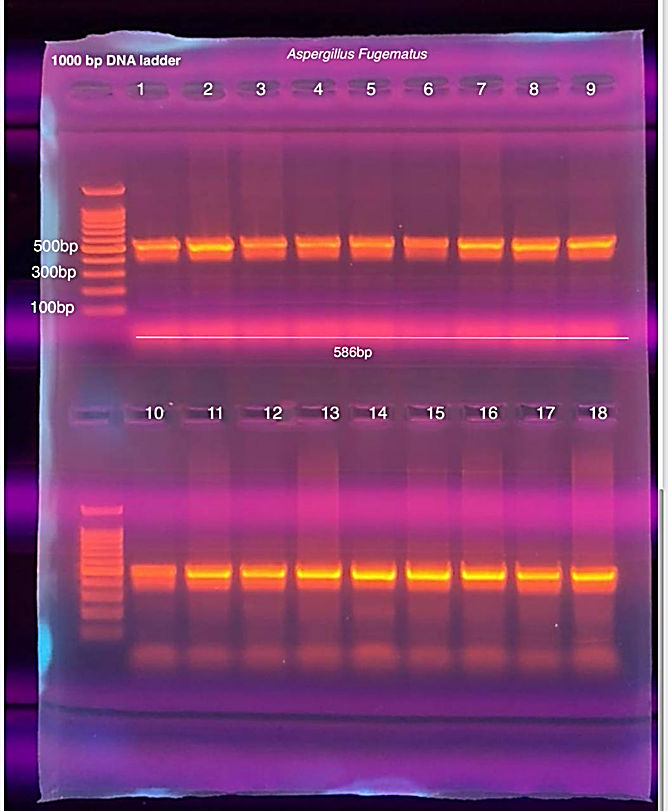 Aspergillus Fugematus
1000 bp DNA ladder
1 2 3 4 5 6 7 8 9
500bp
300bp
100bp
586bp
10 11 12 13 14 15 16 17 18